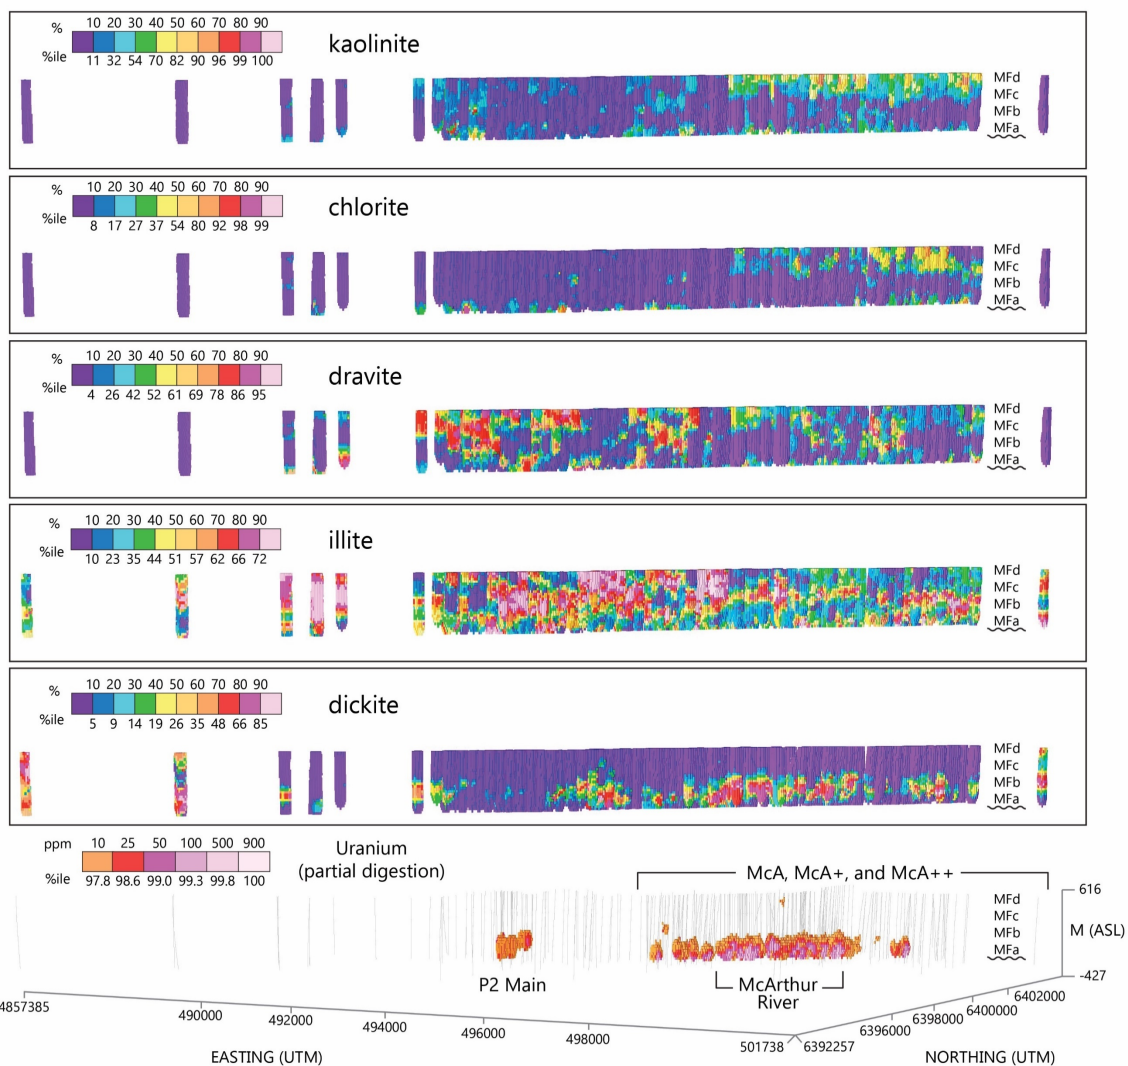 % 10 20 30 40 50 60 70 80 90
kaolinite
%ile 11 32 54 70 82 90 96 99 100
MFd
MFc
MFb
MFa
% 10 20 30 40 50 60 70 80 90
chlorite
%ile 8 17 27 37 54 80 92 98 99
MFd
MFc
MFb
MFa
% 10 20 30 40 50 60 70 80 90
dravite
%ile 4 26 42 52 61 69 78 86 95
MFd
MFc
MFb
MFa
% 10 20 30 40 50 60 70 80 90
illite
%ile 10 23 35 44 51 57 62 66 72
MFd
MFc
MFb
MFa
% 10 20 30 40 50 60 70 80 90
dickite
%ile 5 9 14 19 26 35 48 66 85
MFd
MFc
MFb
MFa
ppm 10 25 50 100 500 900
Uranium
(partial digestion)
%ile 97.8 98.6 99.0 99.3 99.8 100
McA, McA+, and McA++
616
MFd
MFc
MFb
MFa
M (ASL)
-427
P2 Main
McArthur
River
4857385
490000
492000
494000
496000
498000
501738
6392257
6396000
6398000
6400000
6402000
EASTING (UTM)
NORTHING (UTM)